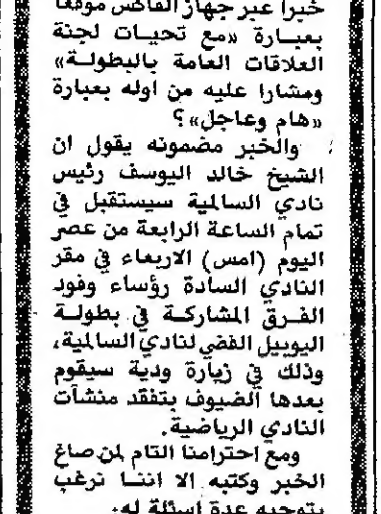 خبرا عبر جهاز الفاكس موقعا
بعبارة «مع تحيات لجنة
العلاقات العامة بالبطولة»
ومشارا عليه من اوله بعبارة
«هام وعاجل»؟
والخبر مضمونه يقول ان
الشيخ خالد اليوسف رئيس
نادي السالمية سيستقبل في
تمام الساعة الرابعة من عصر
اليوم (امس) الاربعاء في مقر
النادي السادة رؤساء وفود
الفرق المشاركة في بطولة
اليوبيل الفضي لنادي السالمية،
وذلك في زيارة ودية سيقوم
بعدها الضيوف بتفقد منشآت
النادي الرياضية.
ومع احترامنا التام لمن صاغ
الخبر وكتبه الا اننا نرغب
بتوجيه عدة اسئلة له: